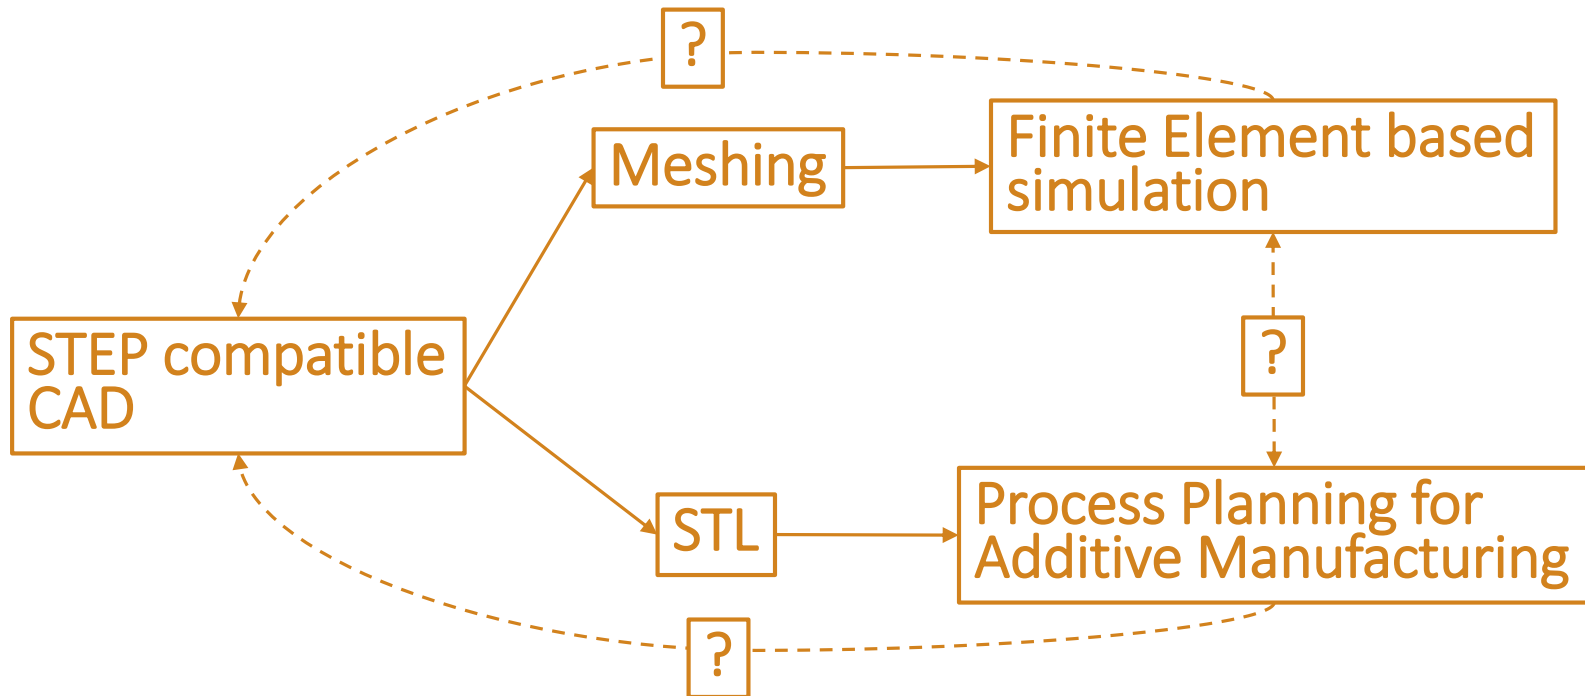 ?
Meshing
Finite Element based
simulation
STEP compatible
CAD
?
STL
Process Planning for
Additive Manufacturing
?